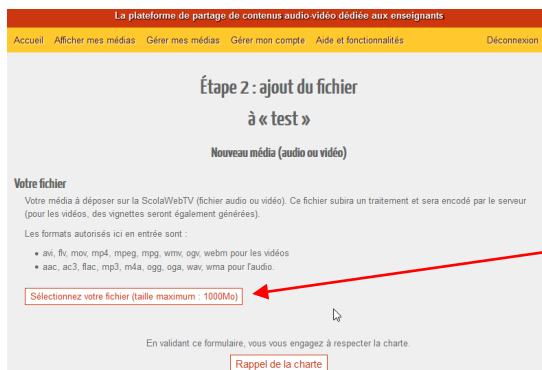 La plateforme de partage de contenus audio-vidéo dédiée aux enseignants
Accueil Afficher mes médias Gérer mes médias Gérer mon compte Aide et fonctionnalités Déconnexion
Étape 2 : ajout du fichier
à « test »
Nouveau média (audio ou vidéo)
Votre fichier
Votre média à déposer sur la ScolaWebTV (fichier audio ou vidéo). Ce fichier subira un traitement et sera encodé par le serveur
(pour les vidéos, des vignettes seront également générées).
Les formats autorisés ici en entrée sont :
• avi, flv, mov, mp4, mpeg, mpg, wmv, ogv, webm pour les vidéos
• aac, ac3, flac, mp3, m4a, ogg, oga, wav, wma pour l'audio.
Sélectionnez votre fichier (taille maximum : 1000Mo)
En validant ce formulaire, vous vous engagez à respecter la charte.
Rappel de la charte